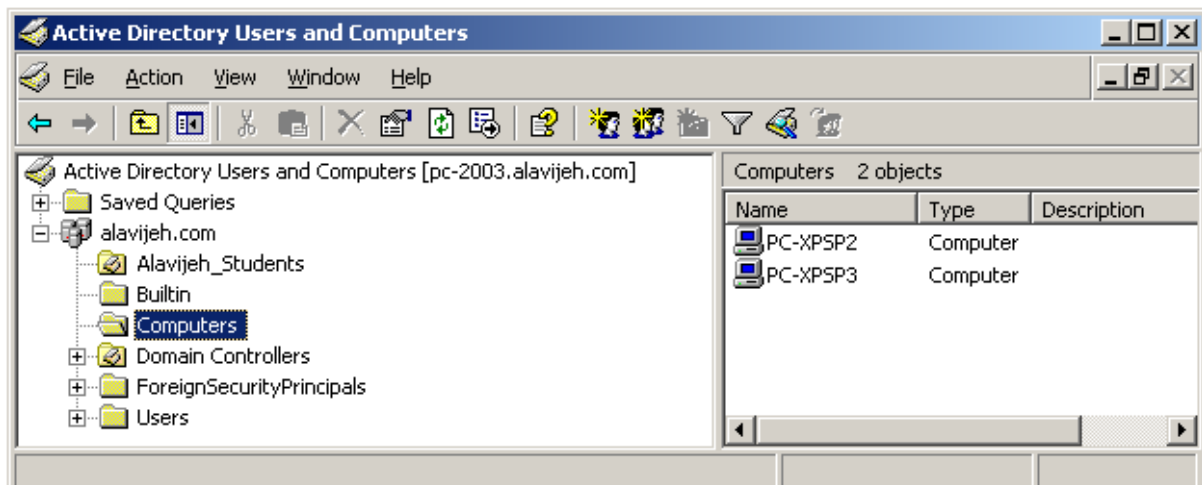 Active Directory Users and Computers
File Action View Window Help
Active Directory Users and Computers [pc-2003.alavijeh.com]
Saved Queries
alavijeh.com
Alavijeh_Students
Builtin
Computers
Domain Controllers
ForeignSecurityPrincipals
Users
Computers 2 objects
Name Type Description
PC-XPSP2 Computer
PC-XPSP3 Computer